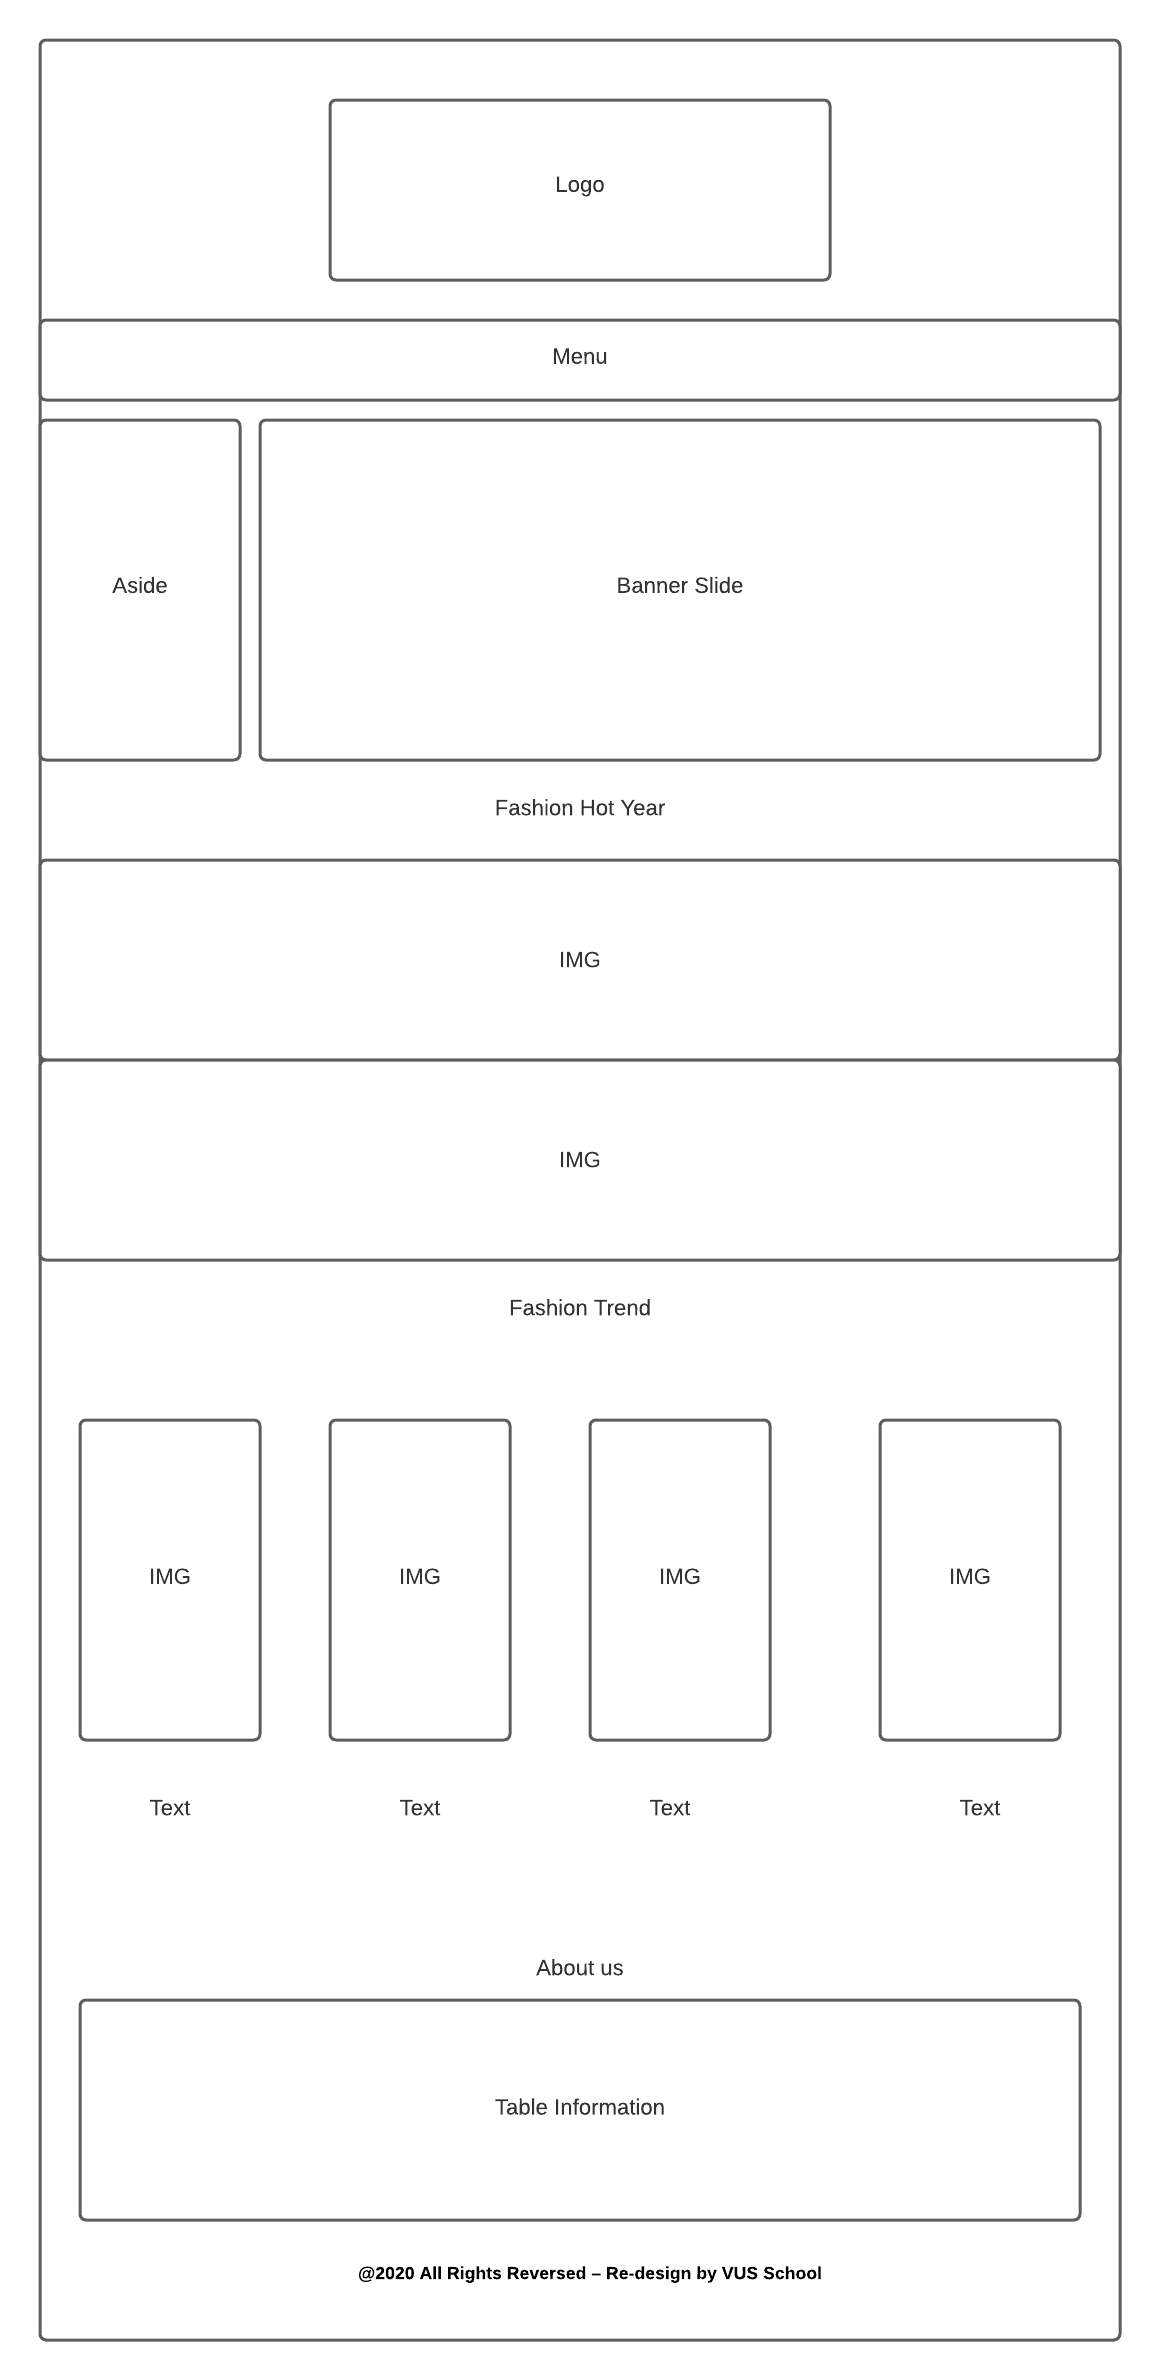 Logo
Menu
Aside
Banner Slide
Fashion Hot Year
IMG
IMG
Fashion Trend
IMG
IMG
IMG
IMG
Text
Text
Text
Text
About us
Table Information
@2020 All Rights Reversed – Re-design by VUS School